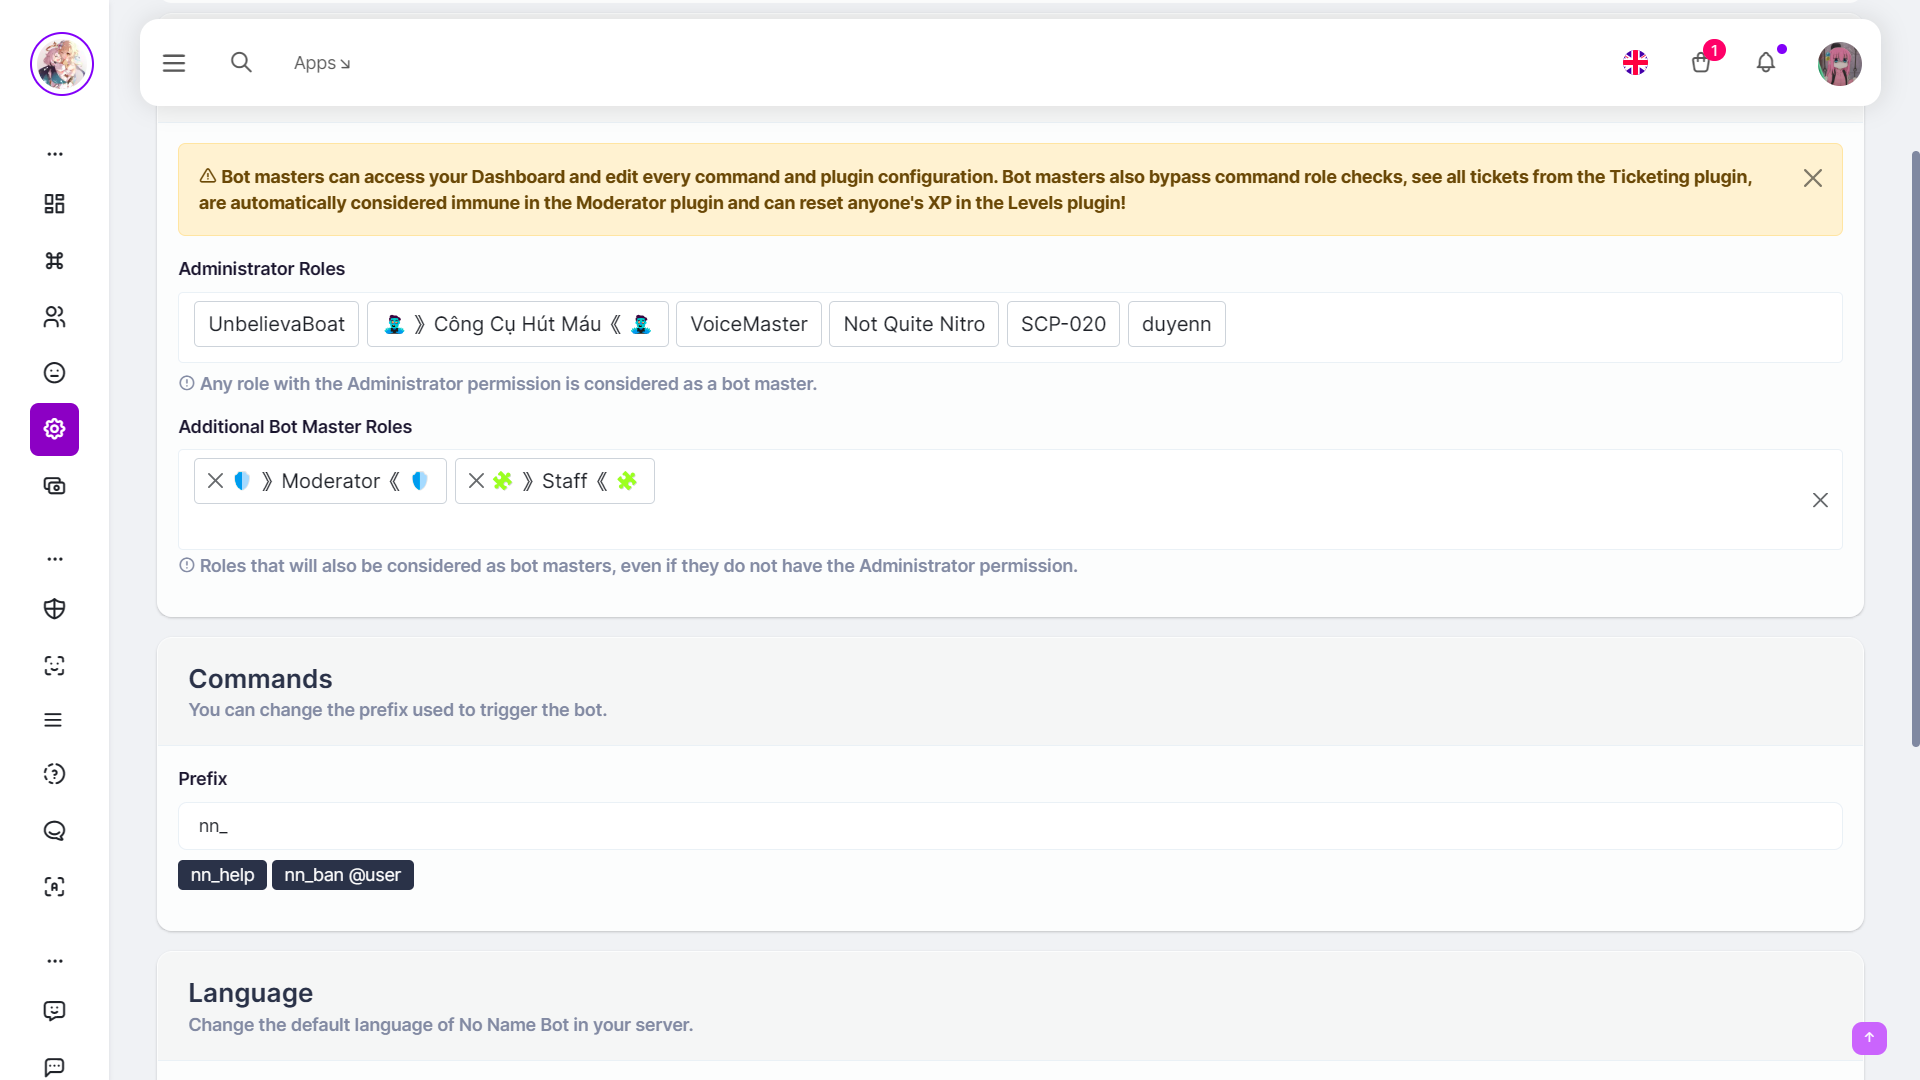 Apps
1
Bot masters can access your Dashboard and edit every command and plugin configuration. Bot masters also bypass command role checks, see all tickets from the Ticketing plugin,
are automatically considered immune in the Moderator plugin and can reset anyone's XP in the Levels plugin!
Administrator Roles
UnbelievaBoat
》Công Cụ Hút Máu《
VoiceMaster
Not Quite Nitro
SCP-020
duyenn
Any role with the Administrator permission is considered as a bot master.
Additional Bot Master Roles
》Moderator《
》Staff《
Roles that will also be considered as bot masters, even if they do not have the Administrator permission.
Commands
You can change the prefix used to trigger the bot.
Prefix
nn_
nn_help
nn_ban @user
Language
Change the default language of No Name Bot in your server.